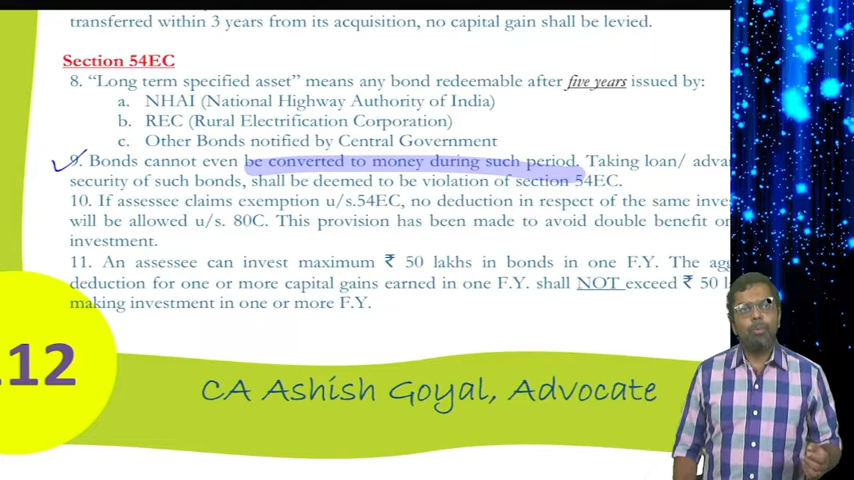 transferred within 3 years from its acquisition, no capital gain shall be levied.
Section 54EC
8. “Long term specified asset” means any bond redeemable after five years issued by:
a. NHAI (National Highway Authority of India)
b. REC (Rural Electrification Corporation)
c. Other Bonds notified by Central Government
9. Bonds cannot even be converted to money during such period. Taking loan/
security of such bonds, shall be deemed to be violation of section 54EC.
10. If assessee claims exemption u/s.54EC, no deduction in respect of the same
will be allowed u/s. 80C. This provision has been made to avoid double benefit
investment.
11. An assessee can invest maximum ₹ 50 lakhs in bonds in one F.Y. The
deduction for one or more capital gains earned in one F.Y. shall NOT exceed ₹ 50
making investment in one or more F.Y.
12
CA Ashish Goyal, Advocate